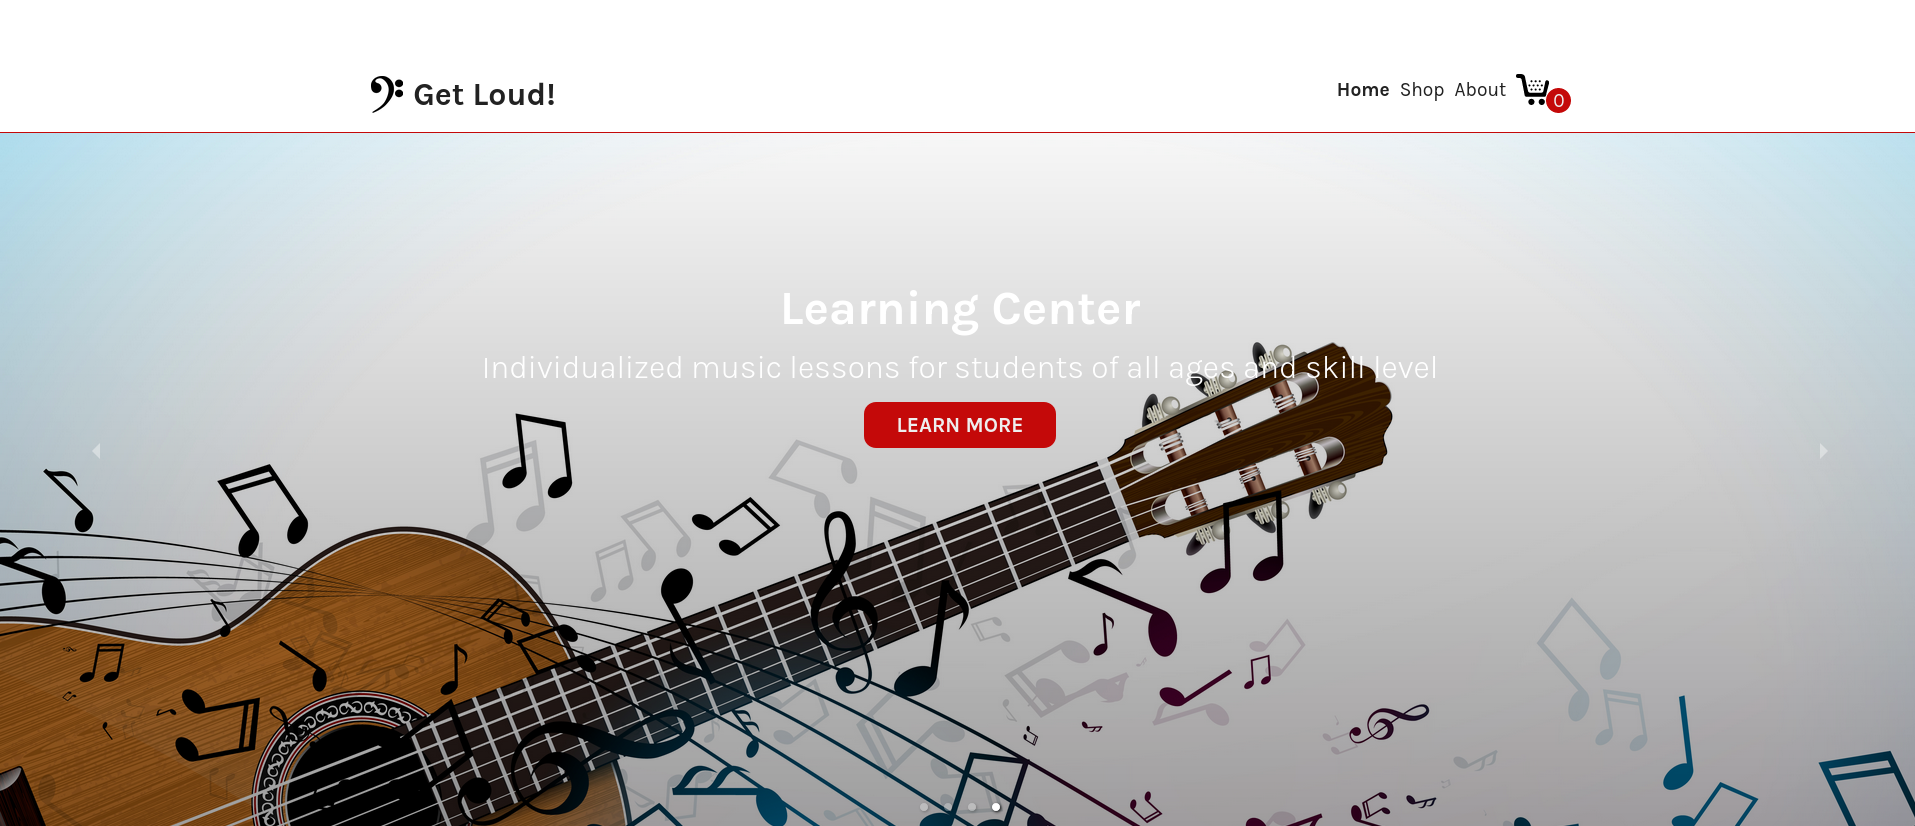 Get Loud!
Home Shop About 0
Learning Center
Individualized music lessons for students of all ages and skill level
LEARN MORE